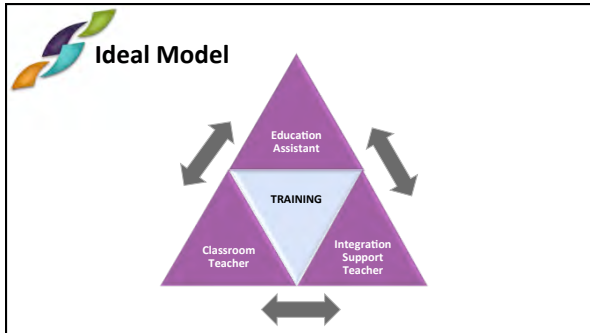 Ideal Model
Education
Assistant
TRAINING
Classroom
Teacher
Integration
Support
Teacher